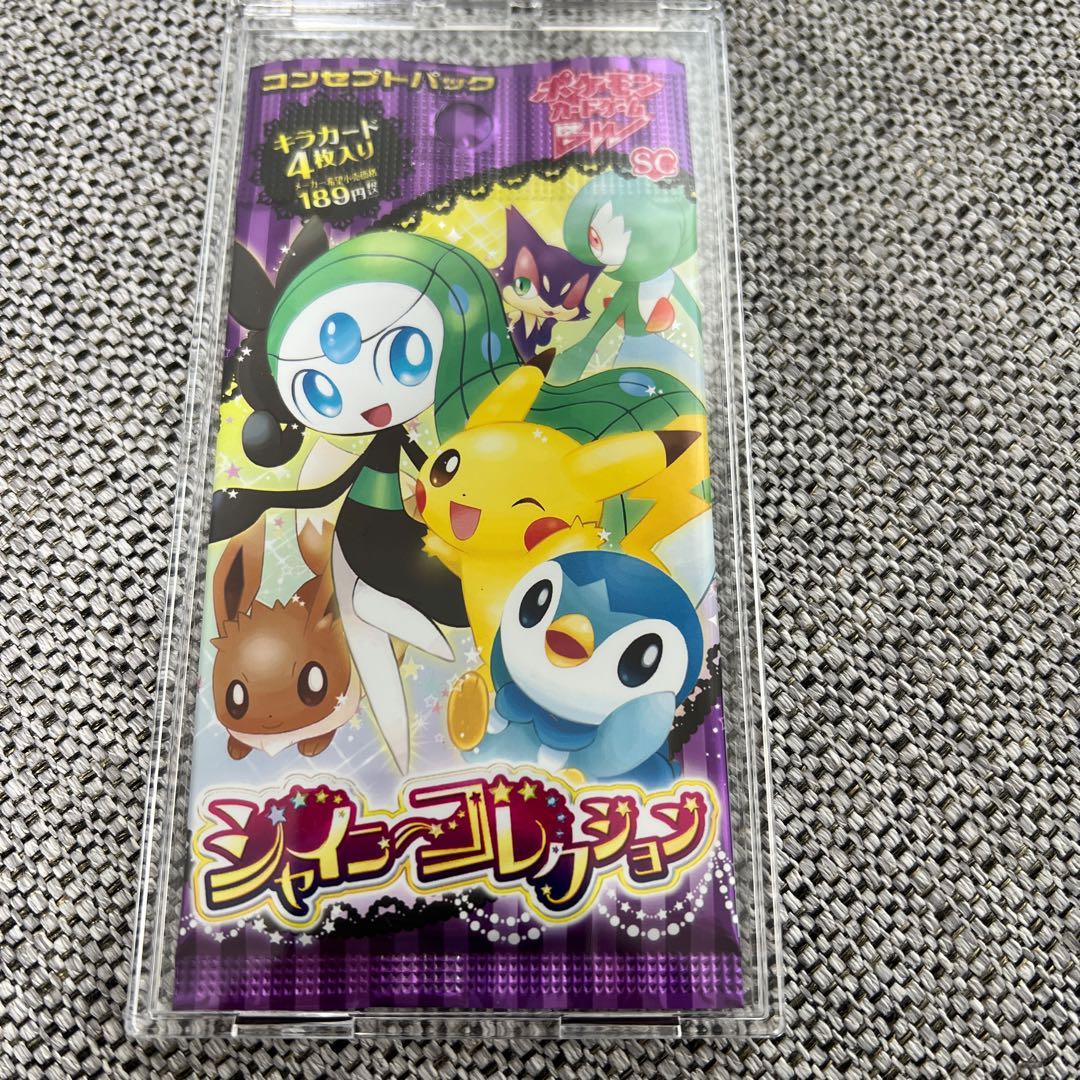 コンセプトパック
キラカード
4枚入り
メーカー希望小売価格
189円
ポケモン
カードゲーム
BW
SC
シャイニーコレクション